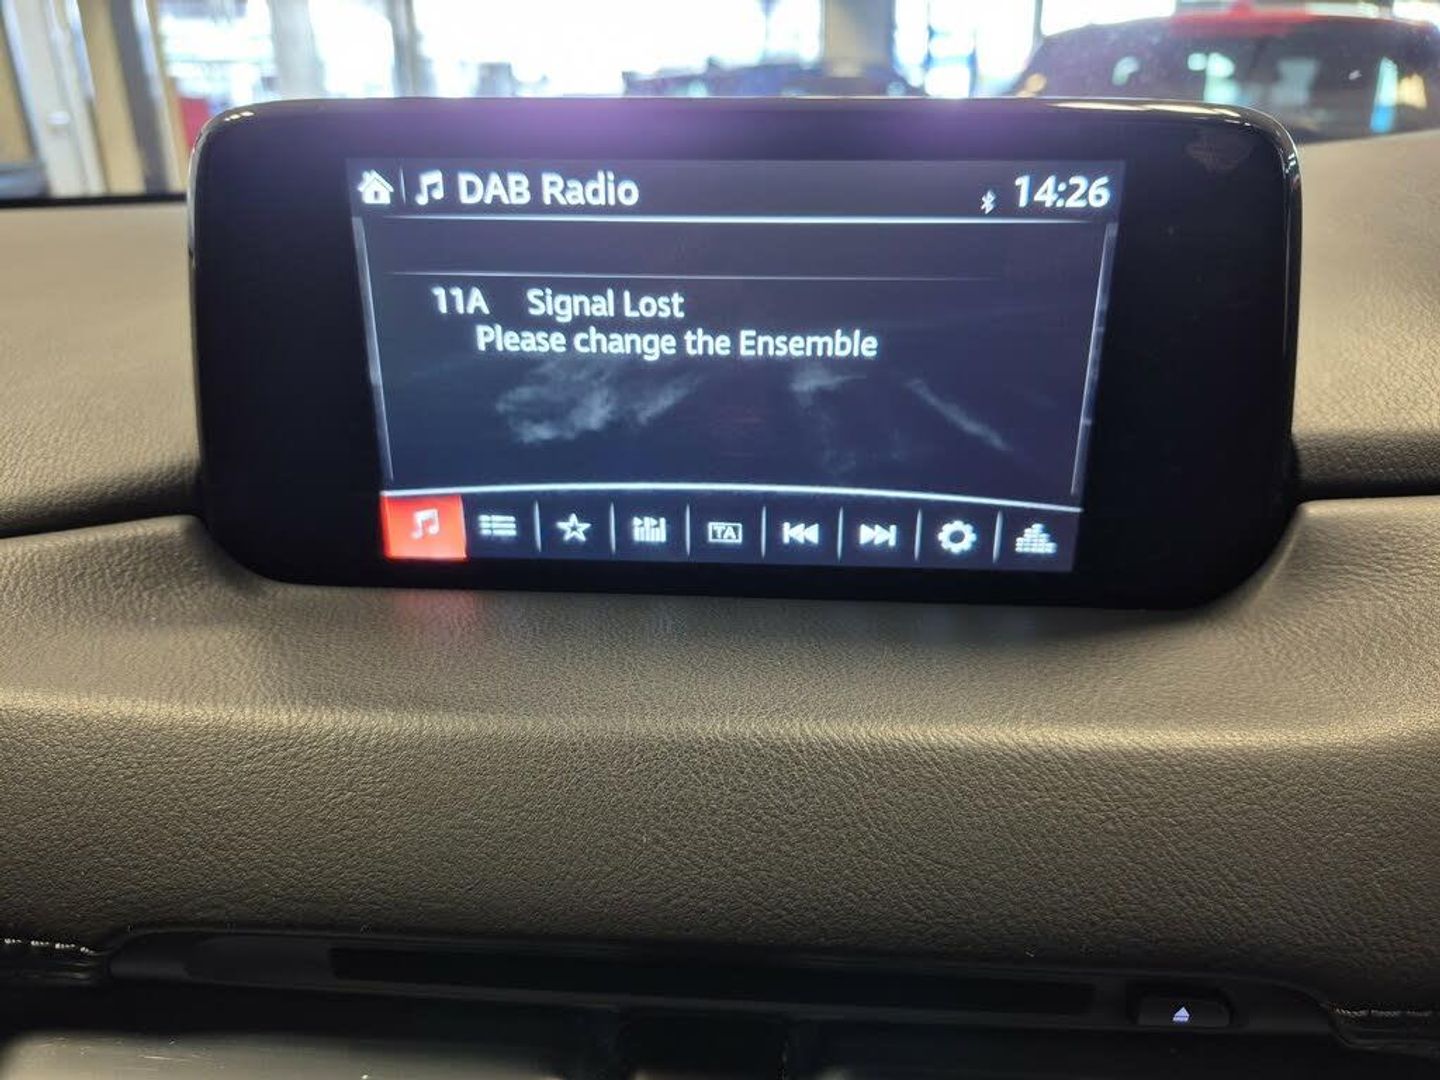 DAB Radio 14:26
11A Signal Lost
Please change the Ensemble
TA